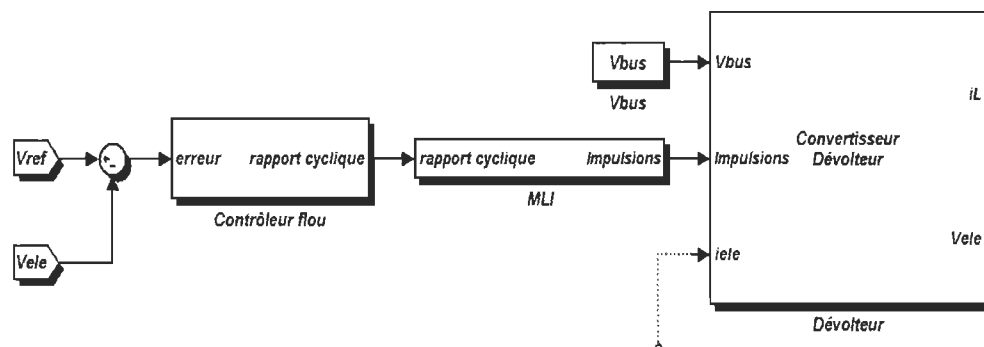 Vbus
Vbus
Vbus
iL
Convertisseur
Dévolteur
Vref
+
-
erreur
rapport cyclique
Contrôleur flou
rapport cyclique
Impulsions
MLI
Impulsions
Vele
iele
Vele
Dévolteur